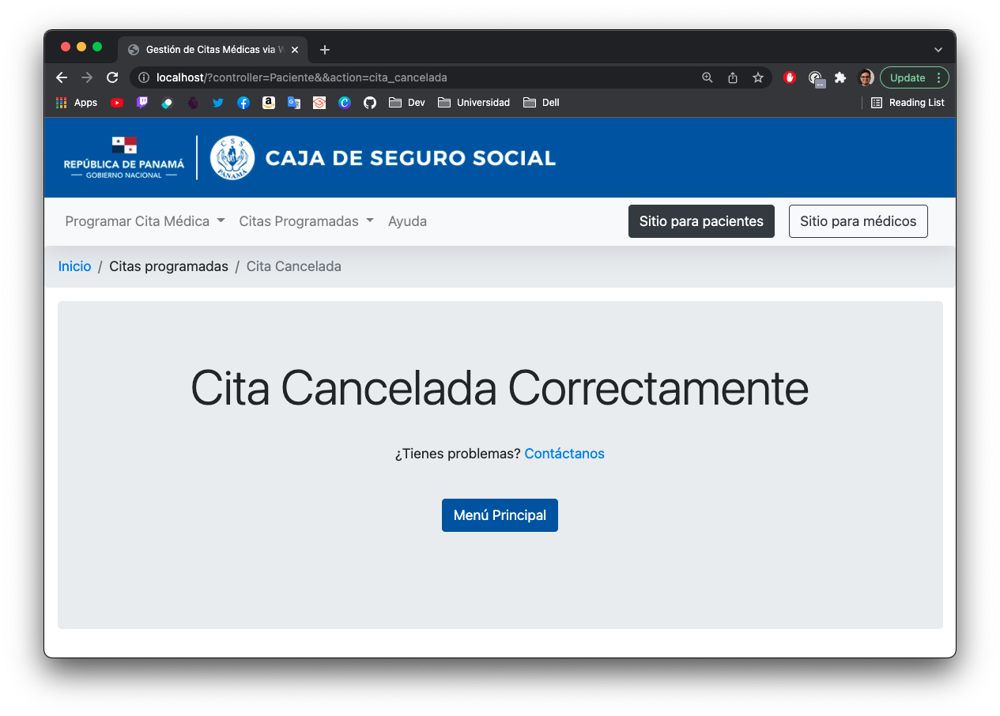 Gestión de Citas Médicas via W
localhost/?controller=Paciente&&action=cita_cancelada
Update
Apps
Dev
Universidad
Dell
Reading List
REPÚBLICA DE PANAMÁ
GOBIERNO NACIONAL
CSS
PANAMÁ
CAJA DE SEGURO SOCIAL
Programar Cita Médica
Citas Programadas
Ayuda
Sitio para pacientes
Sitio para médicos
Inicio / Citas programadas / Cita Cancelada
Cita Cancelada Correctamente
¿Tienes problemas? Contáctanos
Menú Principal